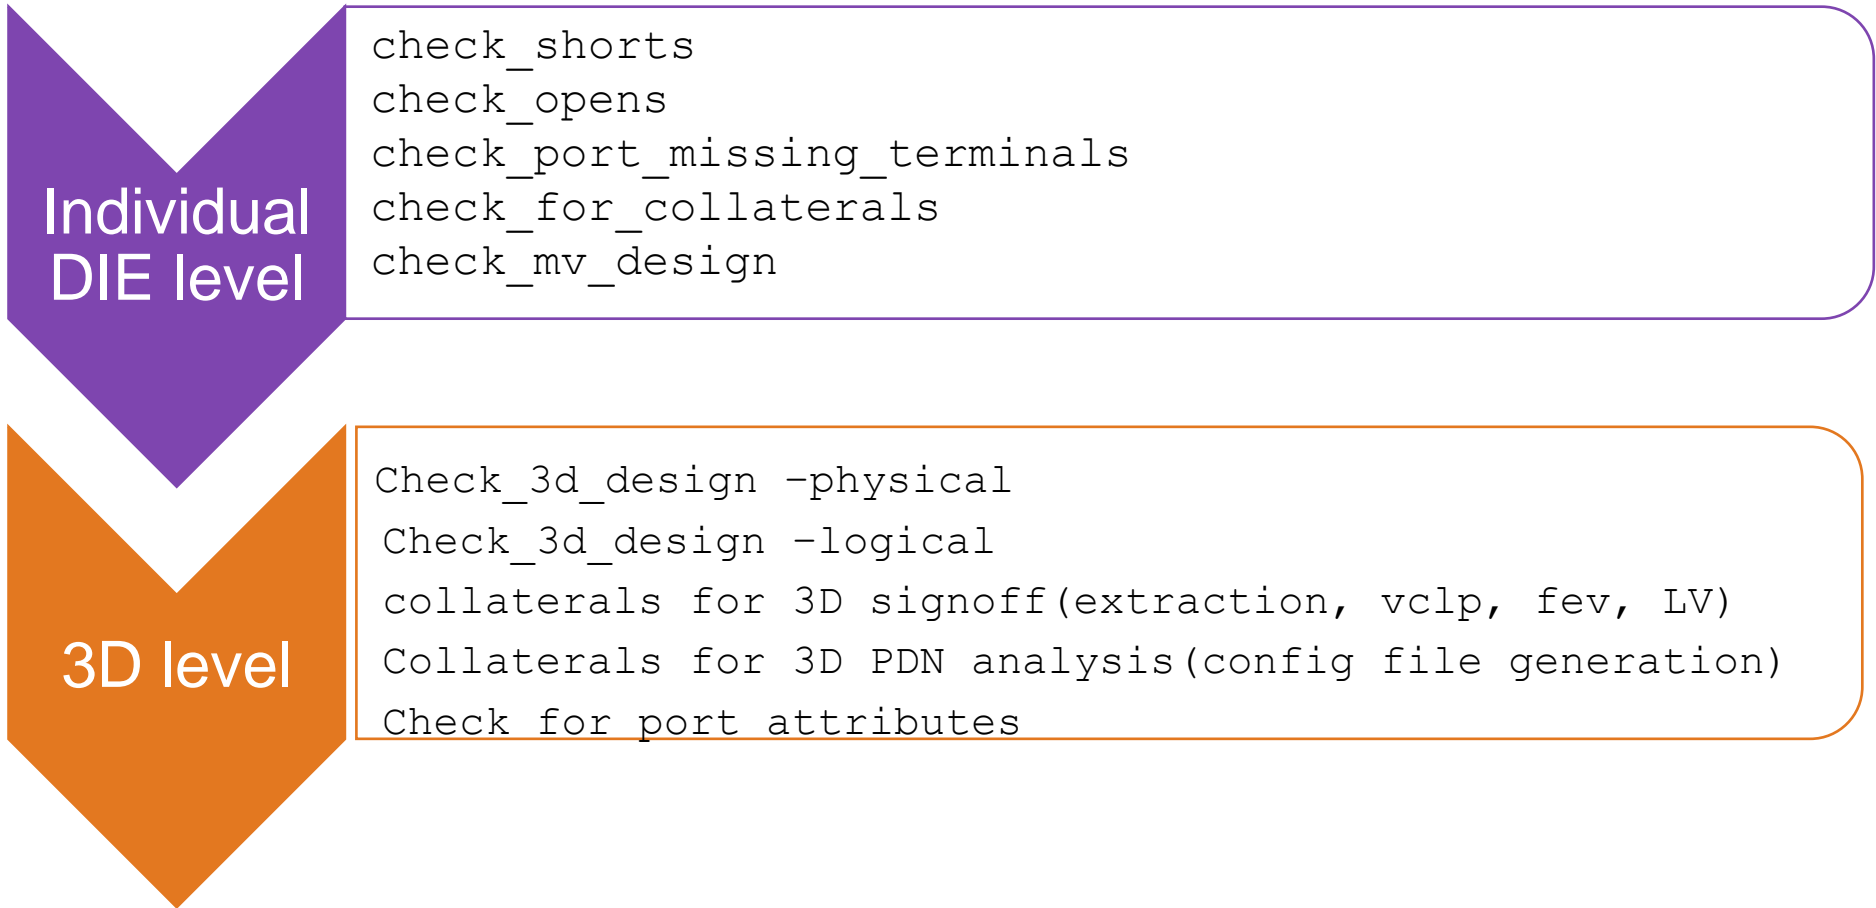 Individual
DIE level
check_shorts
check_opens
check_port_missing_terminals
check_for_collaterals
check_mv_design
3D level
Check_3d_design –physical
Check_3d_design –logical
collaterals for 3D signoff(extraction, vclp, fev, LV)
Collaterals for 3D PDN analysis(config file generation)
Check for port attributes